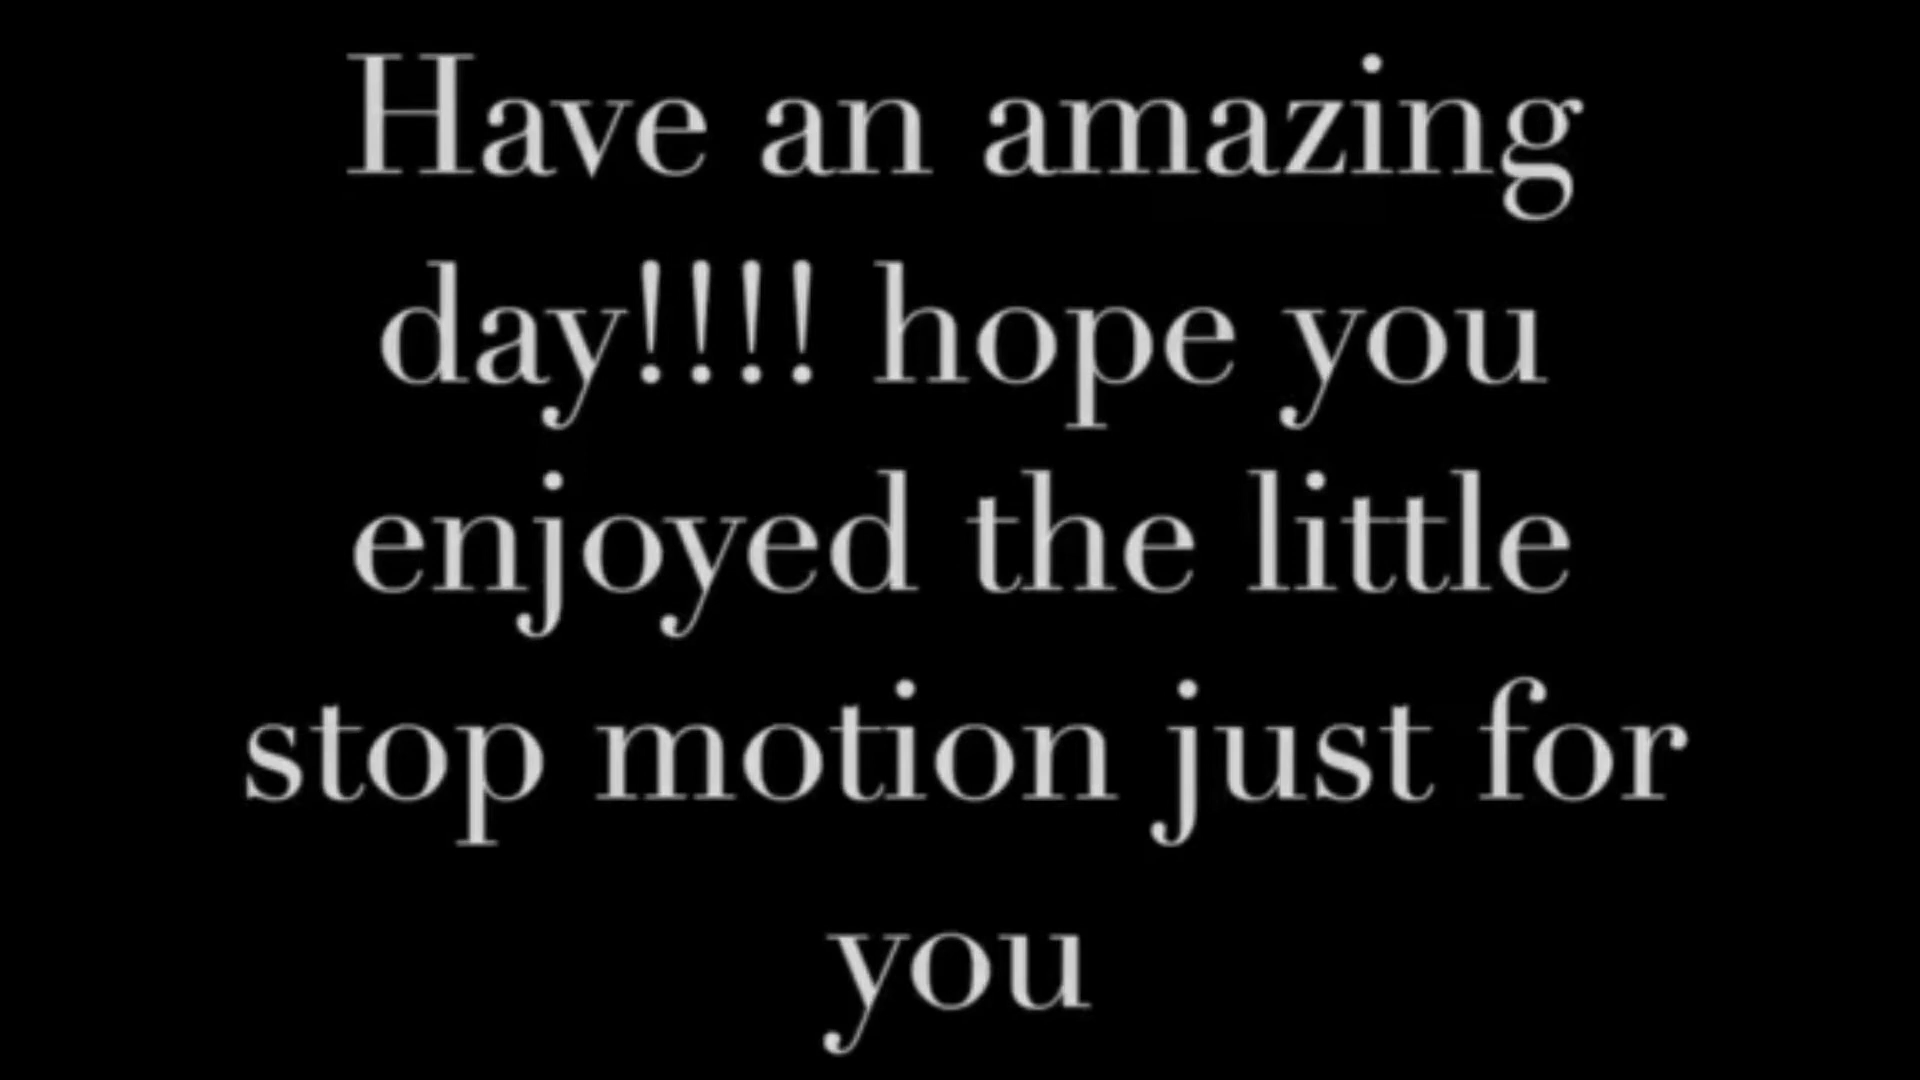 Have an amazing
day!!!! hope you
enjoyed the little
stop motion just for
you